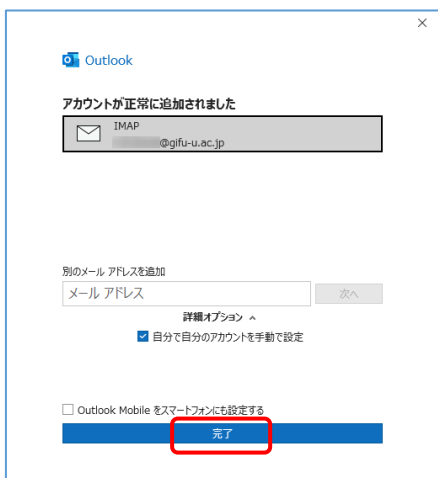 Outlook
アカウントが正常に追加されました
IMAP
@gifu-u.ac.jp
別のメール アドレスを追加
メール アドレス
次へ
詳細オプション
自分で自分のアカウントを手動で設定
Outlook Mobile をスマートフォンにも設定する
完了